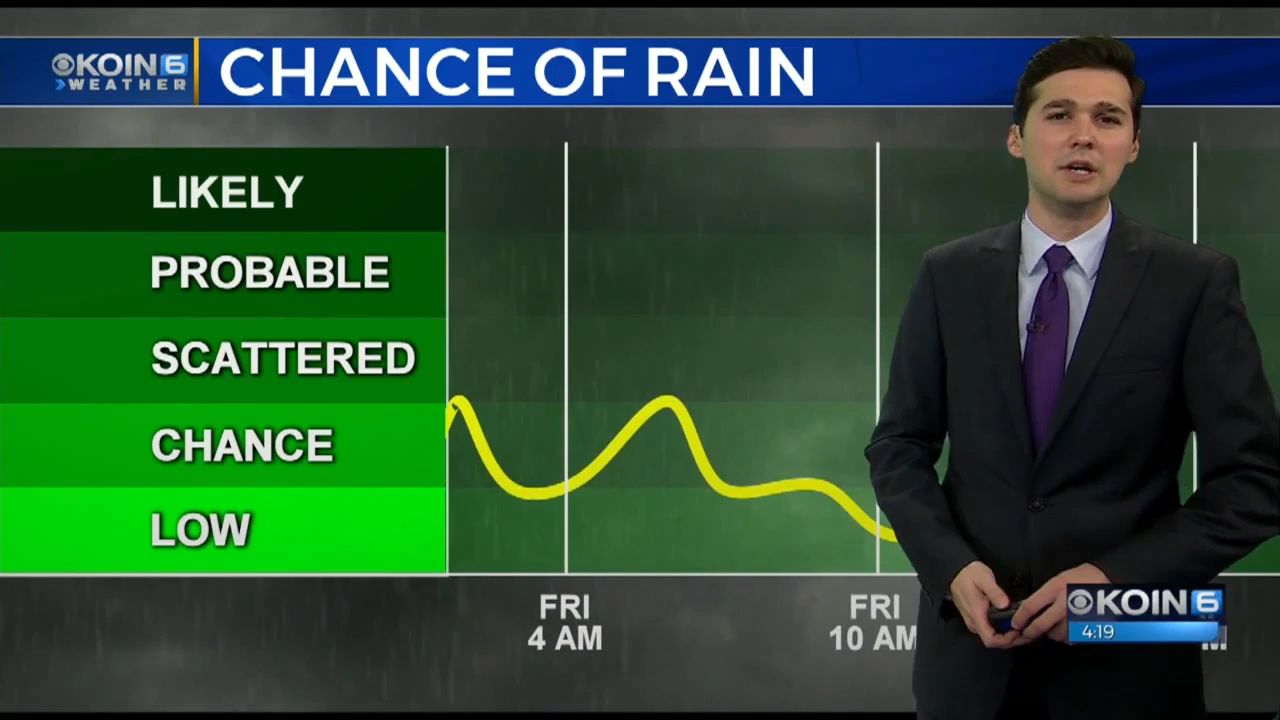 KOIN 6
WEATHER
CHANCE OF RAIN
LIKELY
PROBABLE
SCATTERED
CHANCE
LOW
FRI
4 AM
FRI
10 AM
M
KOIN 6
4:19